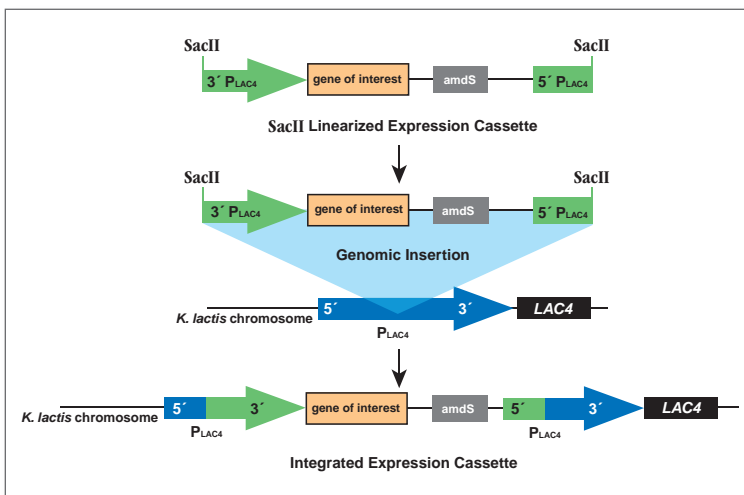 SacII SacII
3´ PLAC4 gene of interest amdS 5´ PLAC4
SacII Linearized Expression Cassette
SacII SacII
3´ PLAC4 gene of interest amdS 5´ PLAC4
Genomic Insertion
5´ 3´ LAC4
K. lactis chromosome
PLAC4
5´ 3´ gene of interest amdS 5´ 3´ LAC4
K. lactis chromosome
PLAC4 PLAC4
Integrated Expression Cassette